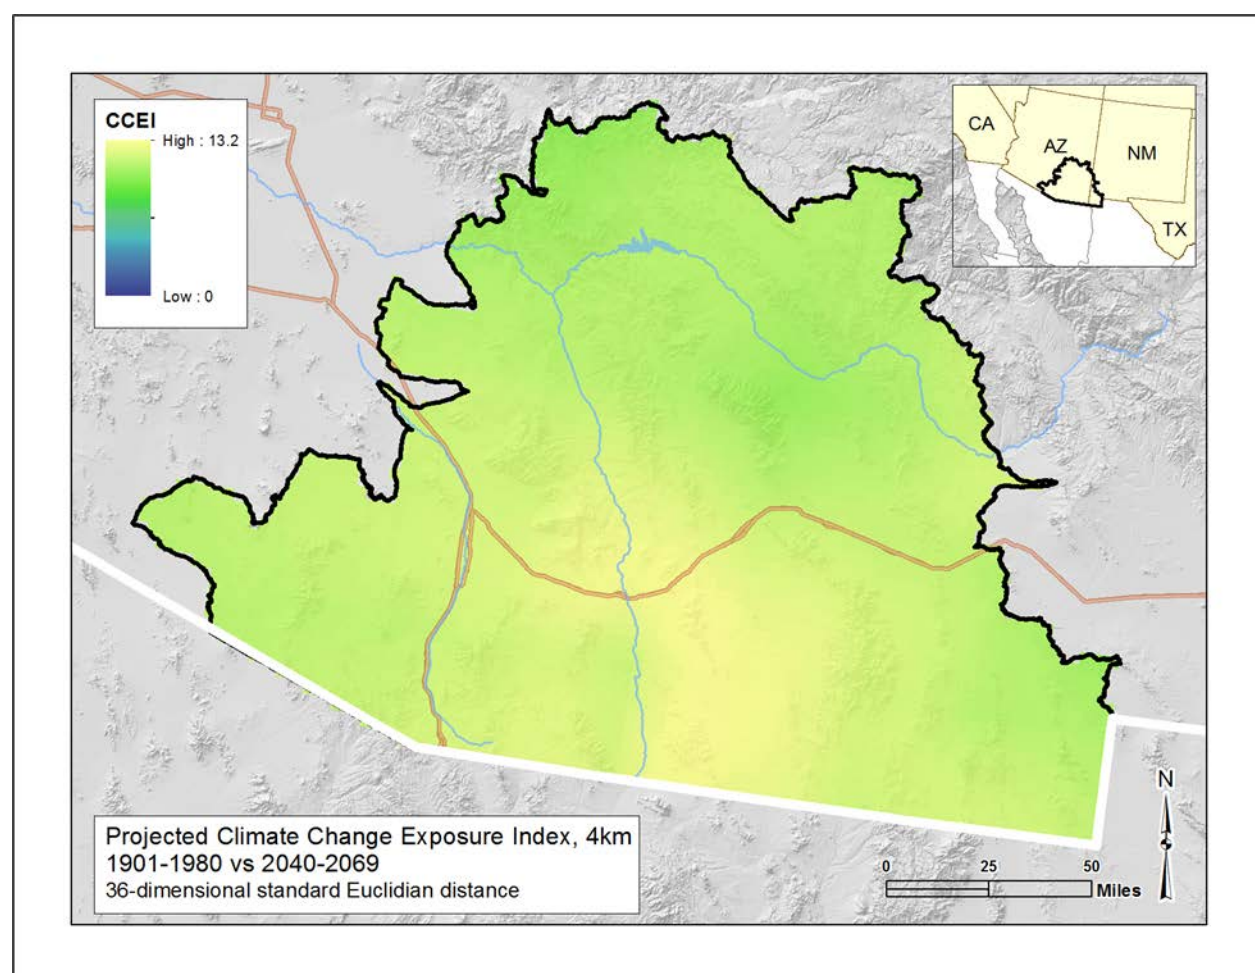 CCEI
High : 13.2
Low : 0
CA
AZ
NM
TX
N
Projected Climate Change Exposure Index, 4km
1901-1980 vs 2040-2069
36-dimensional standard Euclidian distance
0 25 50
Miles